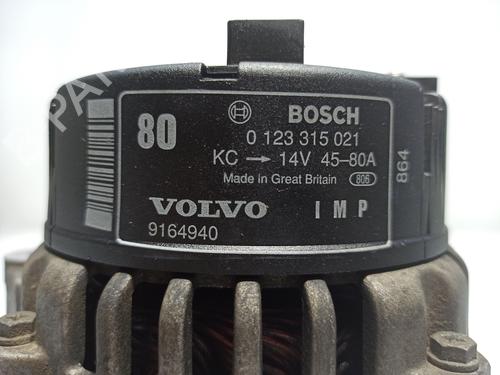 80
BOSCH
0 123 315 021
KC → 14V 45-80A
Made in Great Britain 806
864
VOLVO IMP
9164940